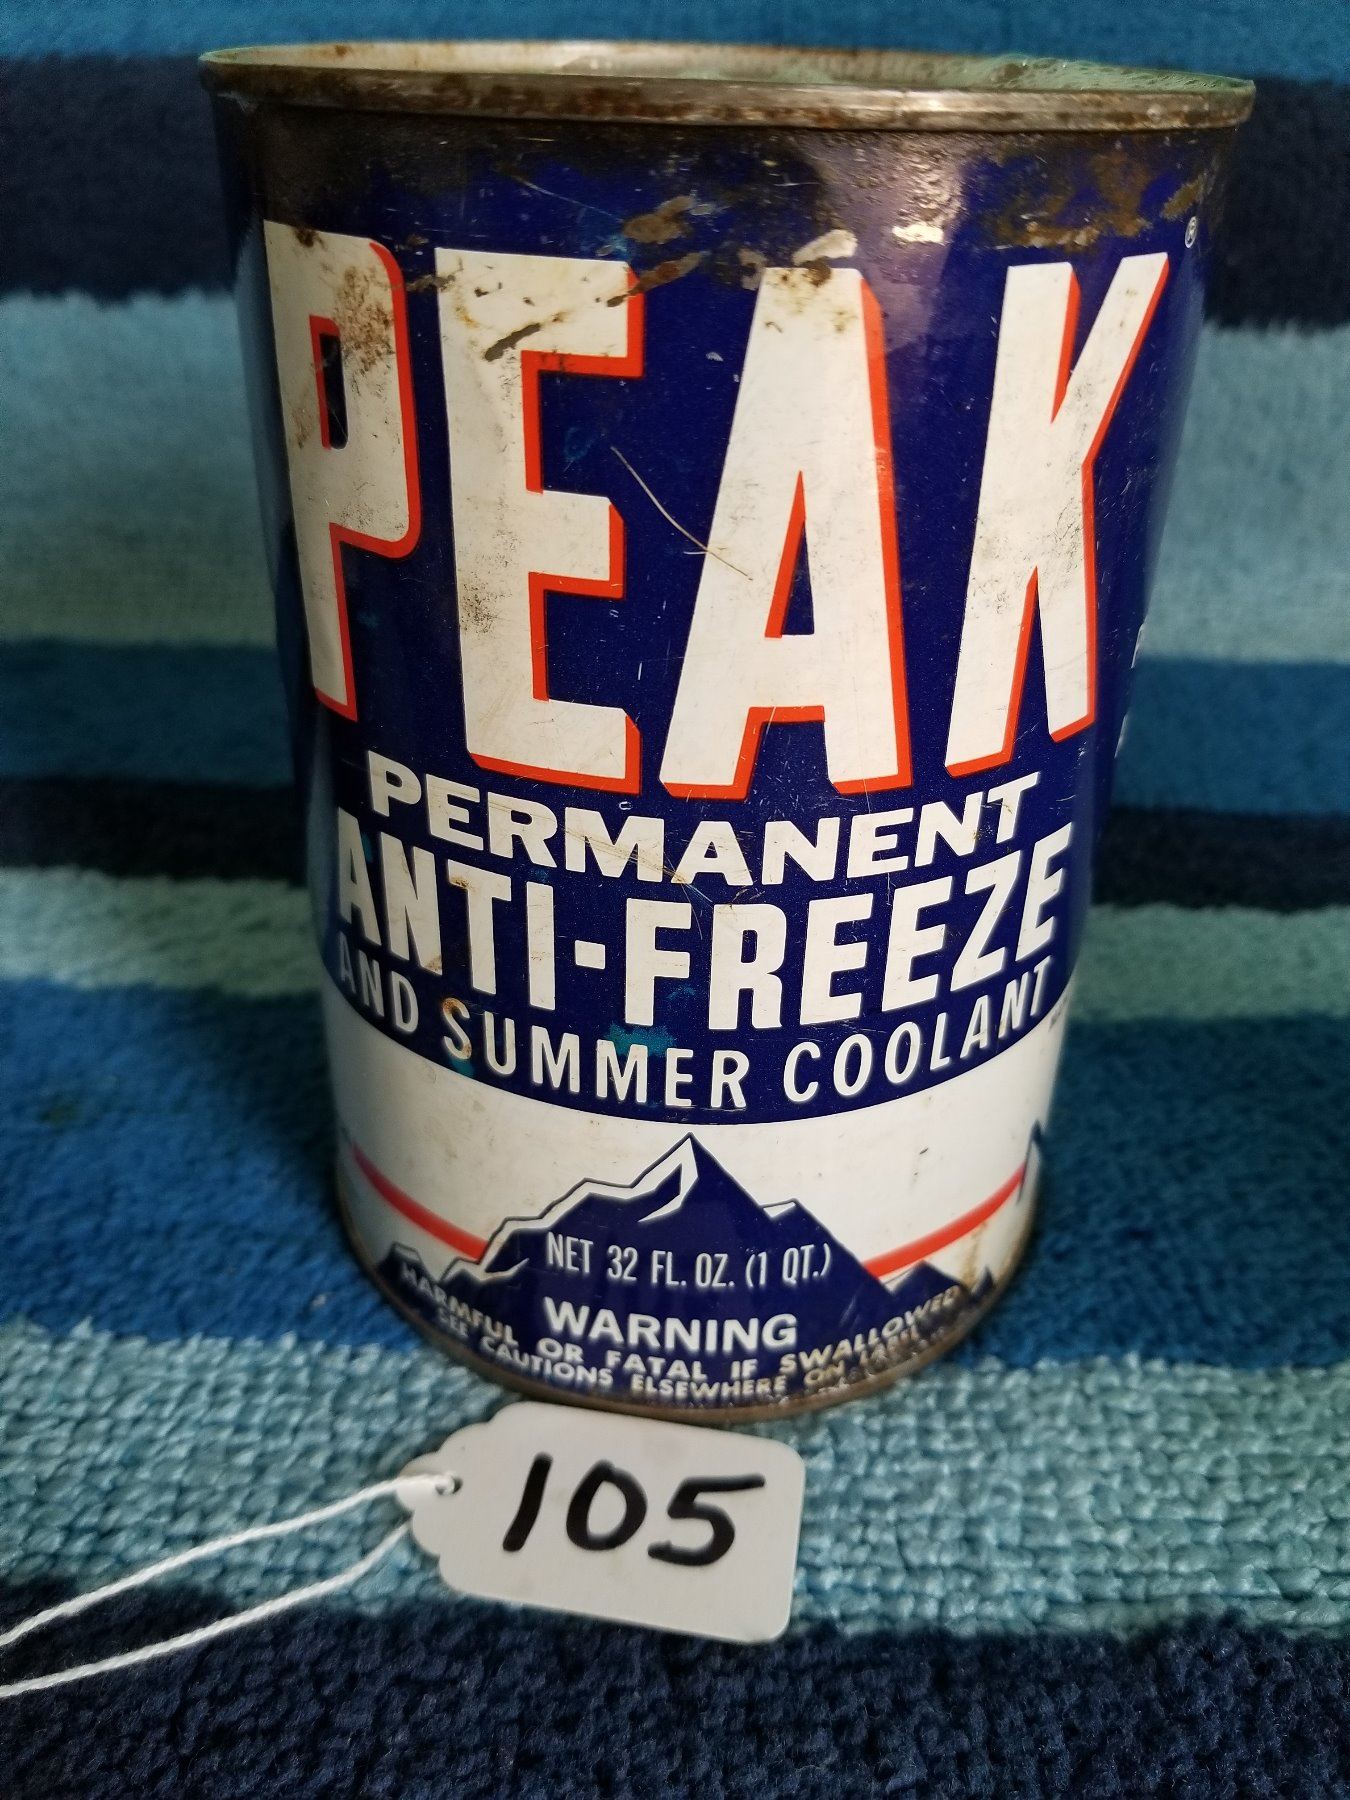 PEAK®
PERMANENT
ANTI-FREEZE
AND SUMMER COOLANT
NET 32 FL. OZ. (1 QT.)
WARNING
HARMFUL OR FATAL IF SWALLOWED
SEE CAUTIONS ELSEWHERE ON LABEL
105